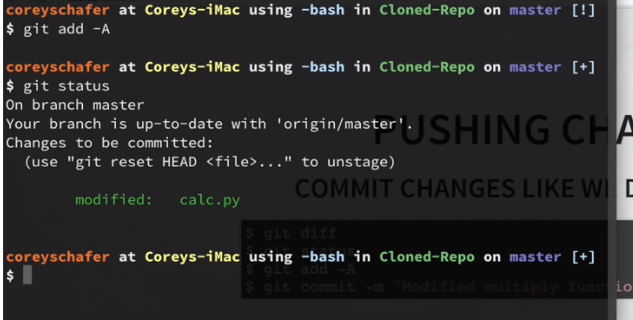 coreyschafer at Coreys-iMac using -bash in Cloned-Repo on master [!]
$ git add -A
coreyschafer at Coreys-iMac using -bash in Cloned-Repo on master [+]
$ git status
On branch master
Your branch is up-to-date with 'origin/master'.
Changes to be committed:
(use "git reset HEAD <file>..." to unstage)
modified: calc.py
coreyschafer at Coreys-iMac using -bash in Cloned-Repo on master [+]
$
PUSHING CHA
COMMIT CHANGES LIKE WE D
$ git diff
$ git status
$ git add -A
$ git commit -m "Modified multiply functio